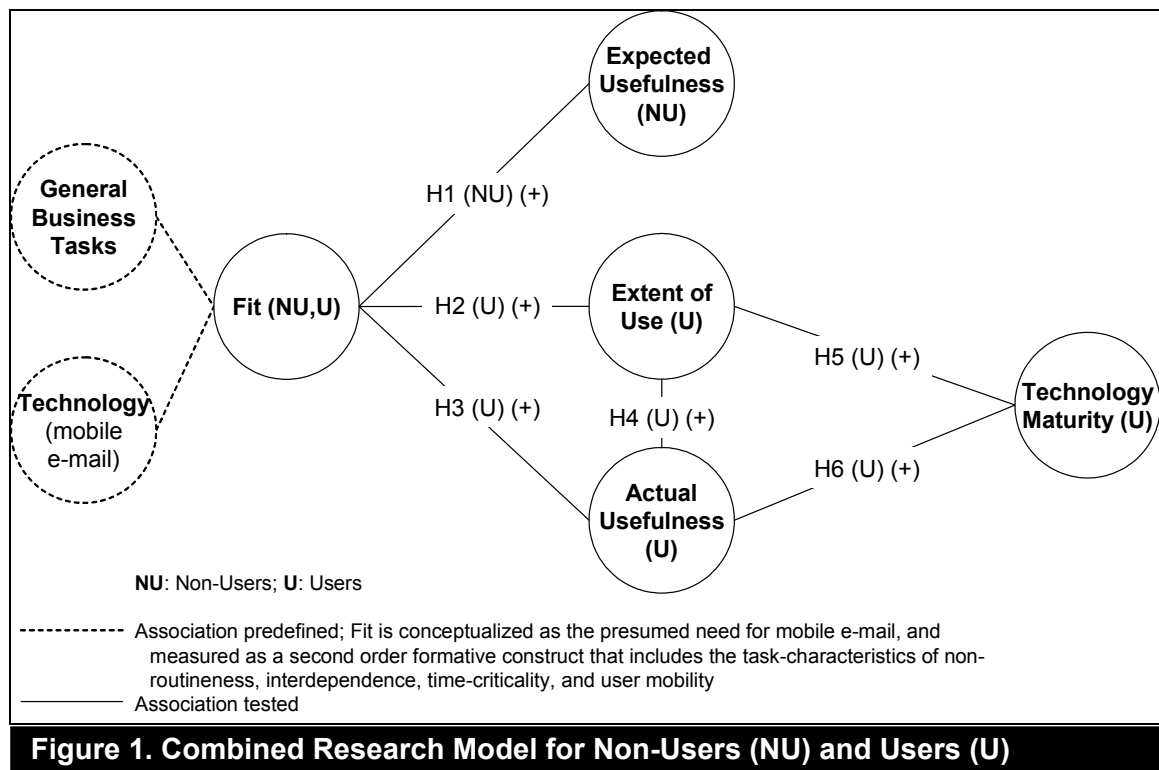 Expected
Usefulness
(NU)
General
Business
Tasks
H1 (NU) (+)
Fit (NU,U)
H2 (U) (+)
Extent of
Use (U)
H5 (U) (+)
Technology
(mobile
e-mail)
H3 (U) (+)
H4 (U) (+)
Technology
Maturity (U)
H6 (U) (+)
Actual
Usefulness
(U)
NU: Non-Users; U: Users
Association predefined; Fit is conceptualized as the presumed need for mobile e-mail, and
measured as a second order formative construct that includes the task-characteristics of non-
routineness, interdependence, time-criticality, and user mobility
Association tested
Figure 1. Combined Research Model for Non-Users (NU) and Users (U)